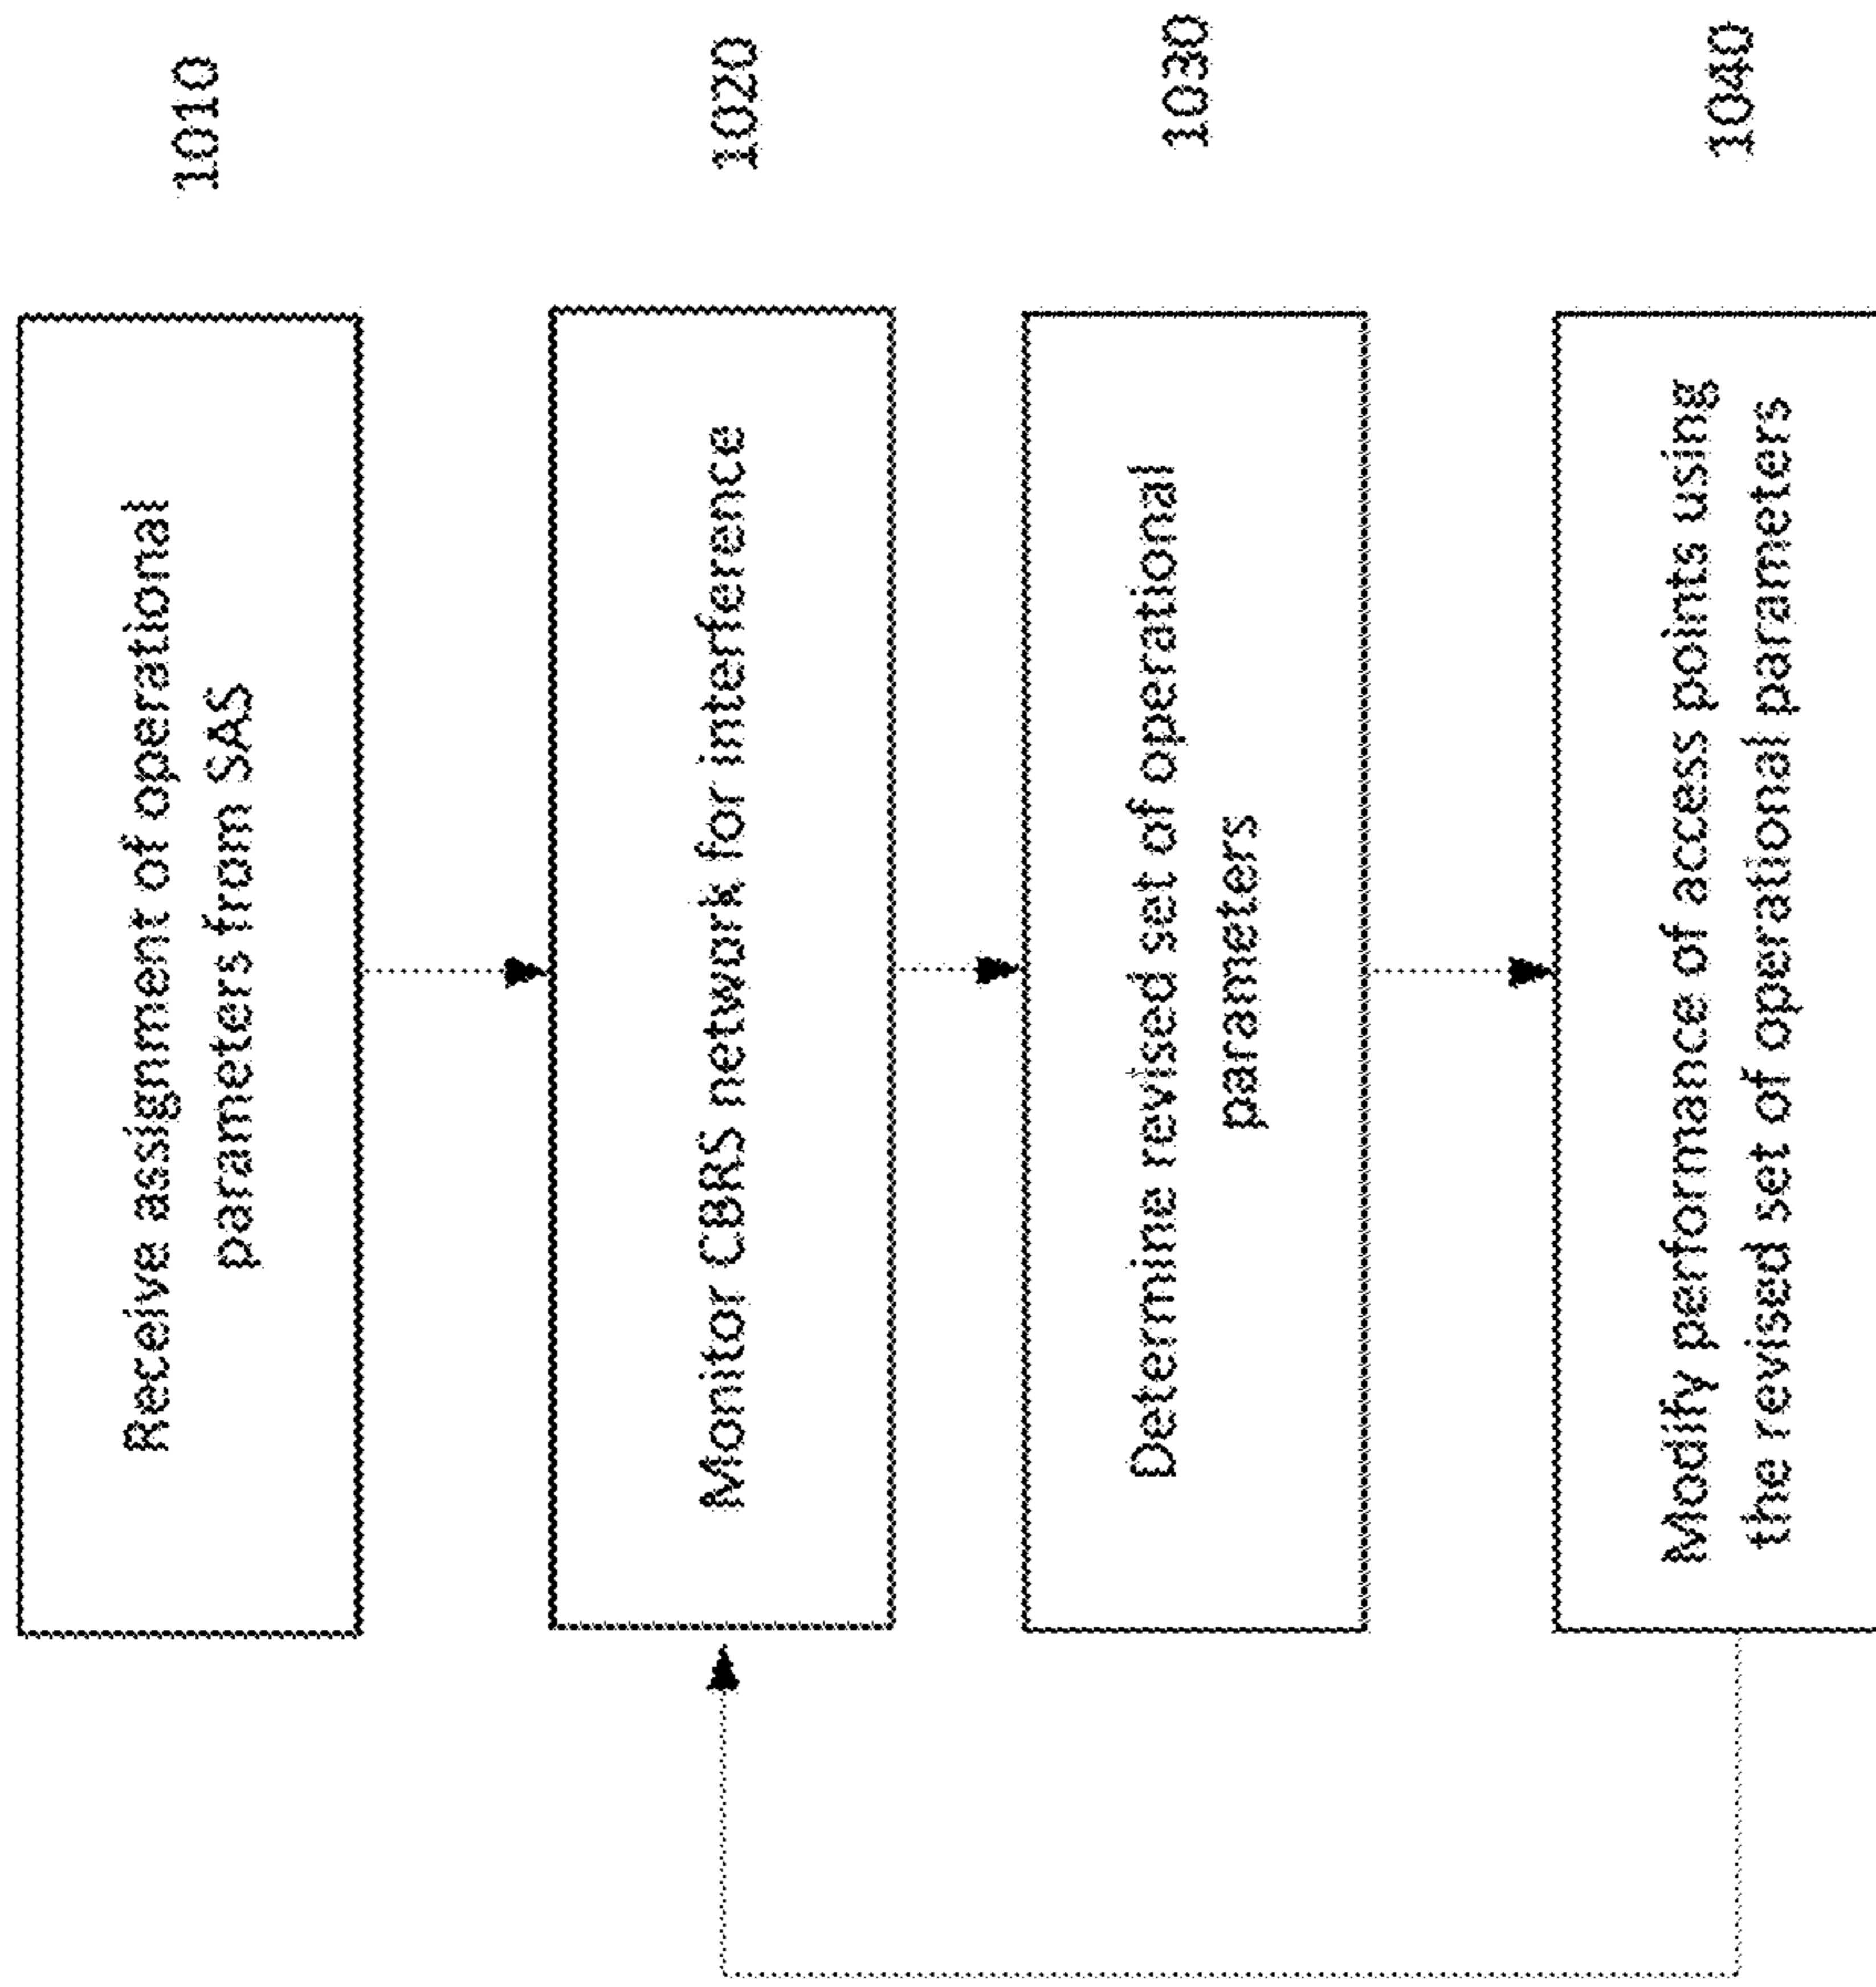 Receive assignment of operational
parameters from SAS
1010
Monitor CBRS network for interference
1020
Determine revised set of operational
parameters
1030
Modify performance of access points using
the revised set of operational parameters
1040